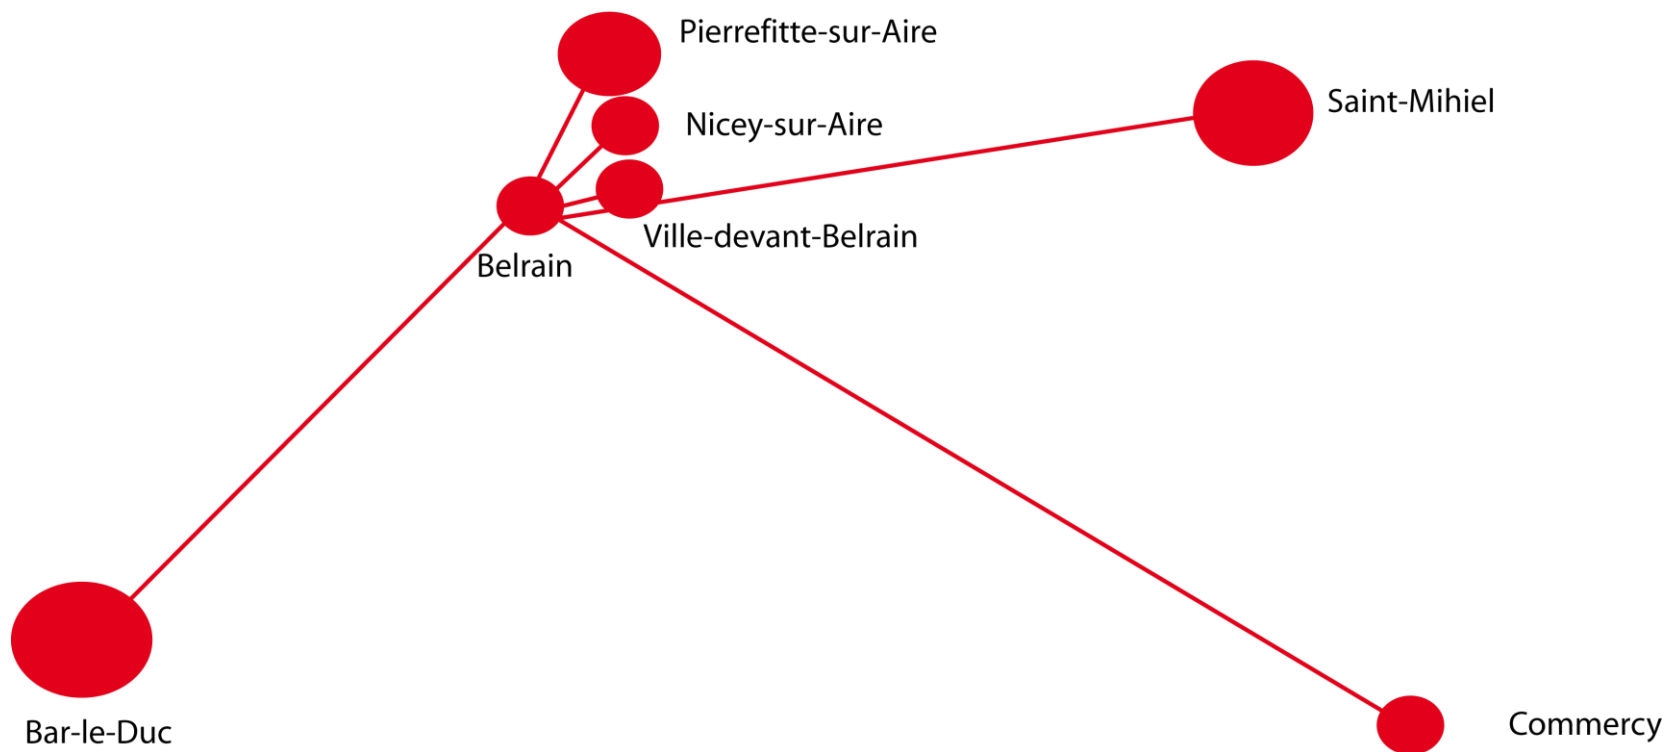 Pierrefitte-sur-Aire
Saint-Mihiel
Nicey-sur-Aire
Ville-devant-Belrain
Belrain
Bar-le-Duc
Commercy